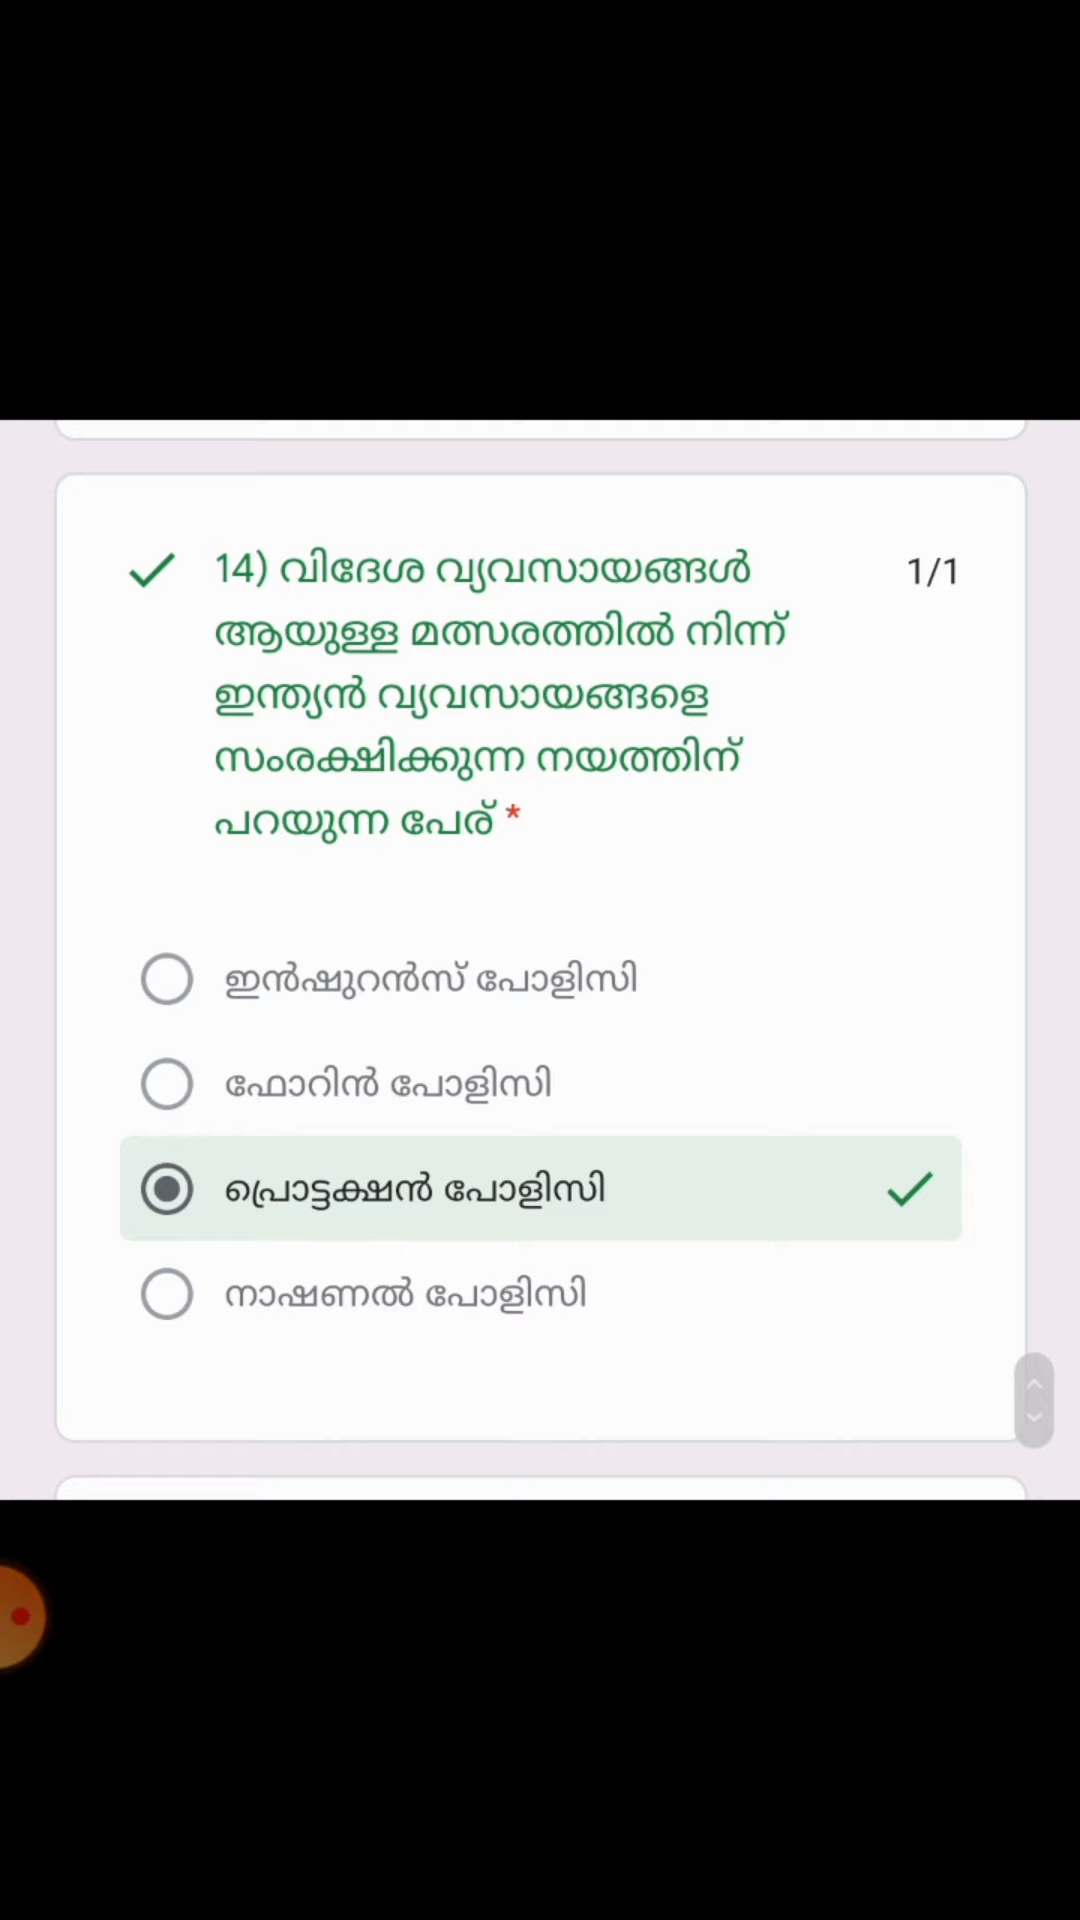 14) വിദേശ വ്യവസായങ്ങൾ 1/1
ആയുള്ള മത്സരത്തിൽ നിന്ന്
ഇന്ത്യൻ വ്യവസായങ്ങളെ
സംരക്ഷിക്കുന്ന നയത്തിന്
പറയുന്ന പേര് *
ഇൻഷുറൻസ് പോളിസി
ഫോറിൻ പോളിസി
പ്രൊട്ടക്ഷൻ പോളിസി
നാഷണൽ പോളിസി